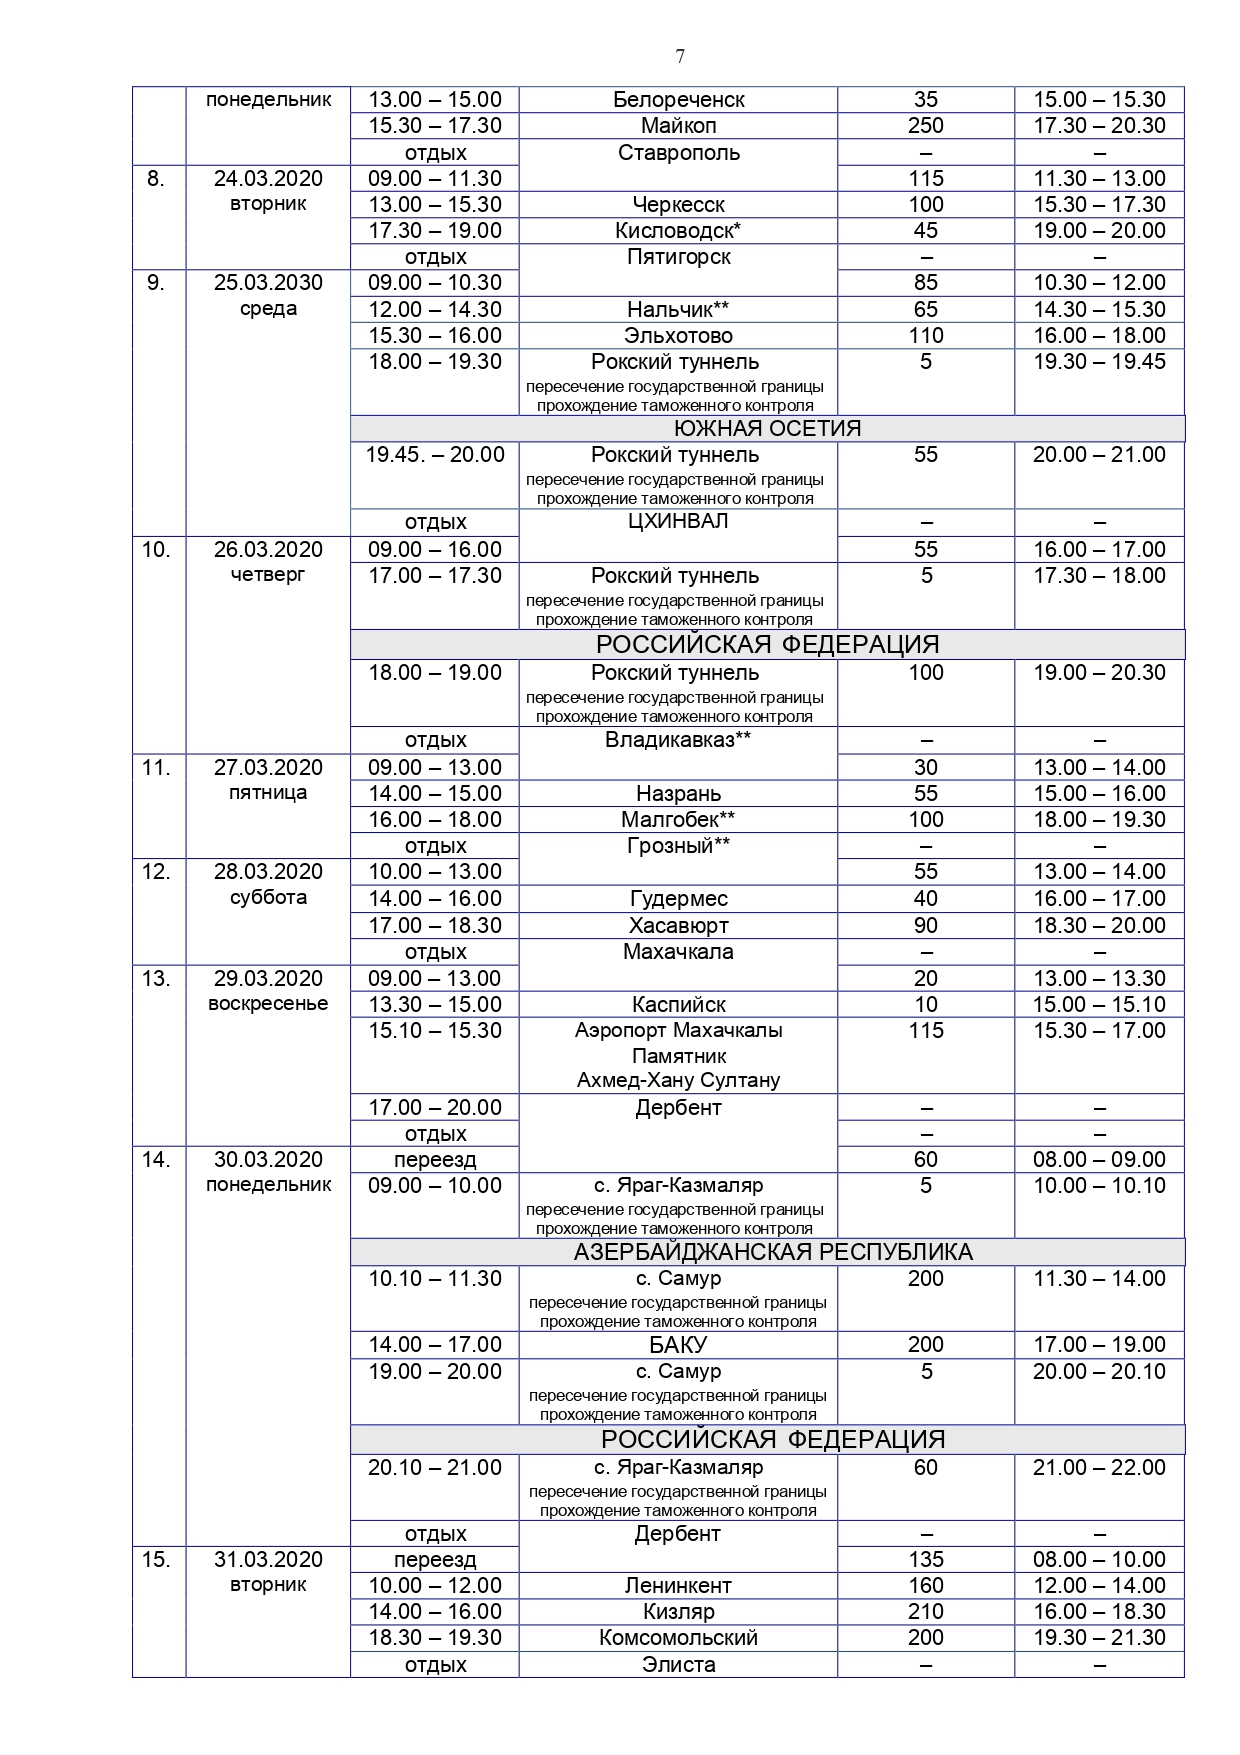 7
понедельник 13.00 – 15.00 Белореченск 35 15.00 – 15.30
15.30 – 17.30 Майкоп 250 17.30 – 20.30
отдых Ставрополь – –
8. 24.03.2020 09.00 – 11.30 115 11.30 – 13.00
вторник 13.00 – 15.30 Черкесск 100 15.30 – 17.30
17.30 – 19.00 Кисловодск* 45 19.00 – 20.00
отдых Пятигорск – –
9. 25.03.2030 09.00 – 10.30 85 10.30 – 12.00
среда 12.00 – 14.30 Нальчик** 65 14.30 – 15.30
15.30 – 16.00 Эльхотово 110 16.00 – 18.00
18.00 – 19.30 Рокский туннель 5 19.30 – 19.45
пересечение государственной границы
прохождение таможенного контроля
ЮЖНАЯ ОСЕТИЯ
19.45. – 20.00 Рокский туннель 55 20.00 – 21.00
пересечение государственной границы
прохождение таможенного контроля
отдых ЦХИНВАЛ – –
10. 26.03.2020 09.00 – 16.00 55 16.00 – 17.00
четверг 17.00 – 17.30 Рокский туннель 5 17.30 – 18.00
пересечение государственной границы
прохождение таможенного контроля
РОССИЙСКАЯ ФЕДЕРАЦИЯ
18.00 – 19.00 Рокский туннель 100 19.00 – 20.30
пересечение государственной границы
прохождение таможенного контроля
отдых Владикавказ** – –
11. 27.03.2020 09.00 – 13.00 30 13.00 – 14.00
пятница 14.00 – 15.00 Назрань 55 15.00 – 16.00
16.00 – 18.00 Малгобек** 100 18.00 – 19.30
отдых Грозный** – –
12. 28.03.2020 10.00 – 13.00 55 13.00 – 14.00
суббота 14.00 – 16.00 Гудермес 40 16.00 – 17.00
17.00 – 18.30 Хасавюрт 90 18.30 – 20.00
отдых Махачкала – –
13. 29.03.2020 09.00 – 13.00 20 13.00 – 13.30
воскресенье 13.30 – 15.00 Каспийск 10 15.00 – 15.10
15.10 – 15.30 Аэропорт Махачкалы 115 15.30 – 17.00
Памятник
Ахмед-Хану Султану
17.00 – 20.00 Дербент – –
отдых – –
14. 30.03.2020 переезд 60 08.00 – 09.00
понедельник 09.00 – 10.00 с. Яраг-Казмаляр 5 10.00 – 10.10
пересечение государственной границы
прохождение таможенного контроля
АЗЕРБАЙДЖАНСКАЯ РЕСПУБЛИКА
10.10 – 11.30 с. Самур 200 11.30 – 14.00
пересечение государственной границы
прохождение таможенного контроля
14.00 – 17.00 БАКУ 200 17.00 – 19.00
19.00 – 20.00 с. Самур 5 20.00 – 20.10
пересечение государственной границы
прохождение таможенного контроля
РОССИЙСКАЯ ФЕДЕРАЦИЯ
20.10 – 21.00 с. Яраг-Казмаляр 60 21.00 – 22.00
пересечение государственной границы
прохождение таможенного контроля
отдых Дербент – –
15. 31.03.2020 переезд 135 08.00 – 10.00
вторник 10.00 – 12.00 Ленинкент 160 12.00 – 14.00
14.00 – 16.00 Кизляр 210 16.00 – 18.30
18.30 – 19.30 Комсомольский 200 19.30 – 21.30
отдых Элиста – –